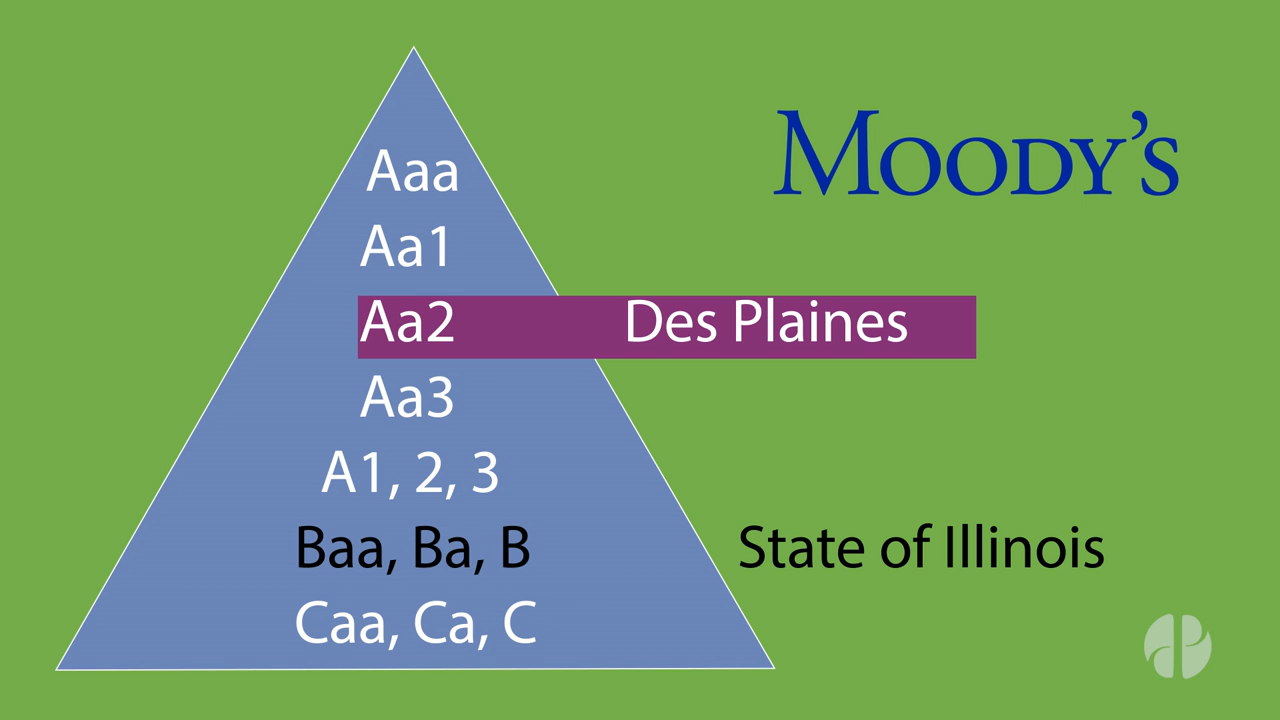 Moody's
Aaa
Aa1
Aa2 Des Plaines
Aa3
A1, 2, 3
Baa, Ba, B State of Illinois
Caa, Ca, C